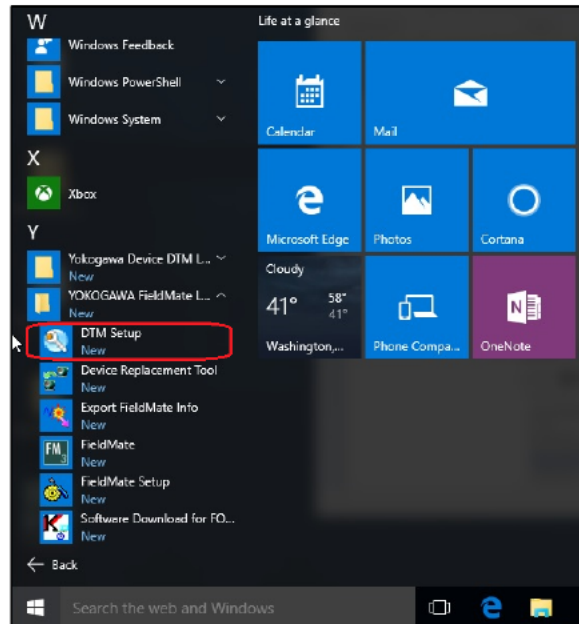 W
Windows Feedback
Windows PowerShell
Windows System
X
Xbox
Y
Yokogawa Device DTM L...
New
YOKOGAWA FieldMate L...
New
DTM Setup
New
Device Replacement Tool
New
Export FieldMate Info
New
FM 3
FieldMate
New
FieldMate Setup
New
Software Download for FO...
New
Back
Life at a glance
Calendar
Mail
Microsoft Edge
Photos
Cortana
Cloudy
41° 58°
41°
Washington,...
Phone Compa...
N
OneNote
Search the web and Windows